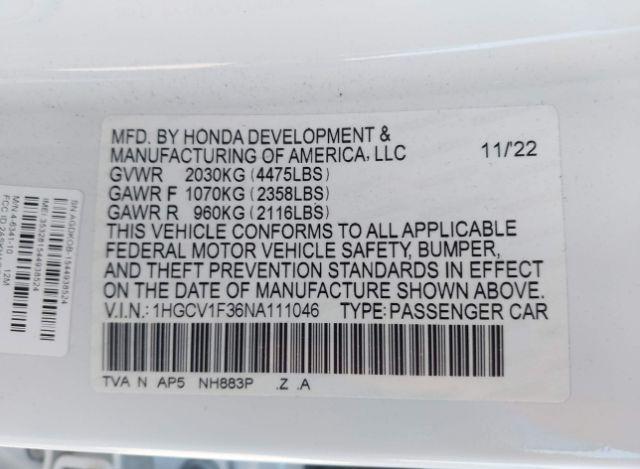 MFD. BY HONDA DEVELOPMENT &
MANUFACTURING OF AMERICA, LLC 11/'22
GVWR 2030KG (4475LBS)
GAWR F 1070KG (2358LBS)
GAWR R 960KG (2116LBS)
THIS VEHICLE CONFORMS TO ALL APPLICABLE
FEDERAL MOTOR VEHICLE SAFETY, BUMPER,
AND THEFT PREVENTION STANDARDS IN EFFECT
ON THE DATE OF MANUFACTURE SHOWN ABOVE.
V.I.N.: 1HGCV1F36NA111046 TYPE: PASSENGER CAR
TVA N AP5 NH883P .Z .A
12M